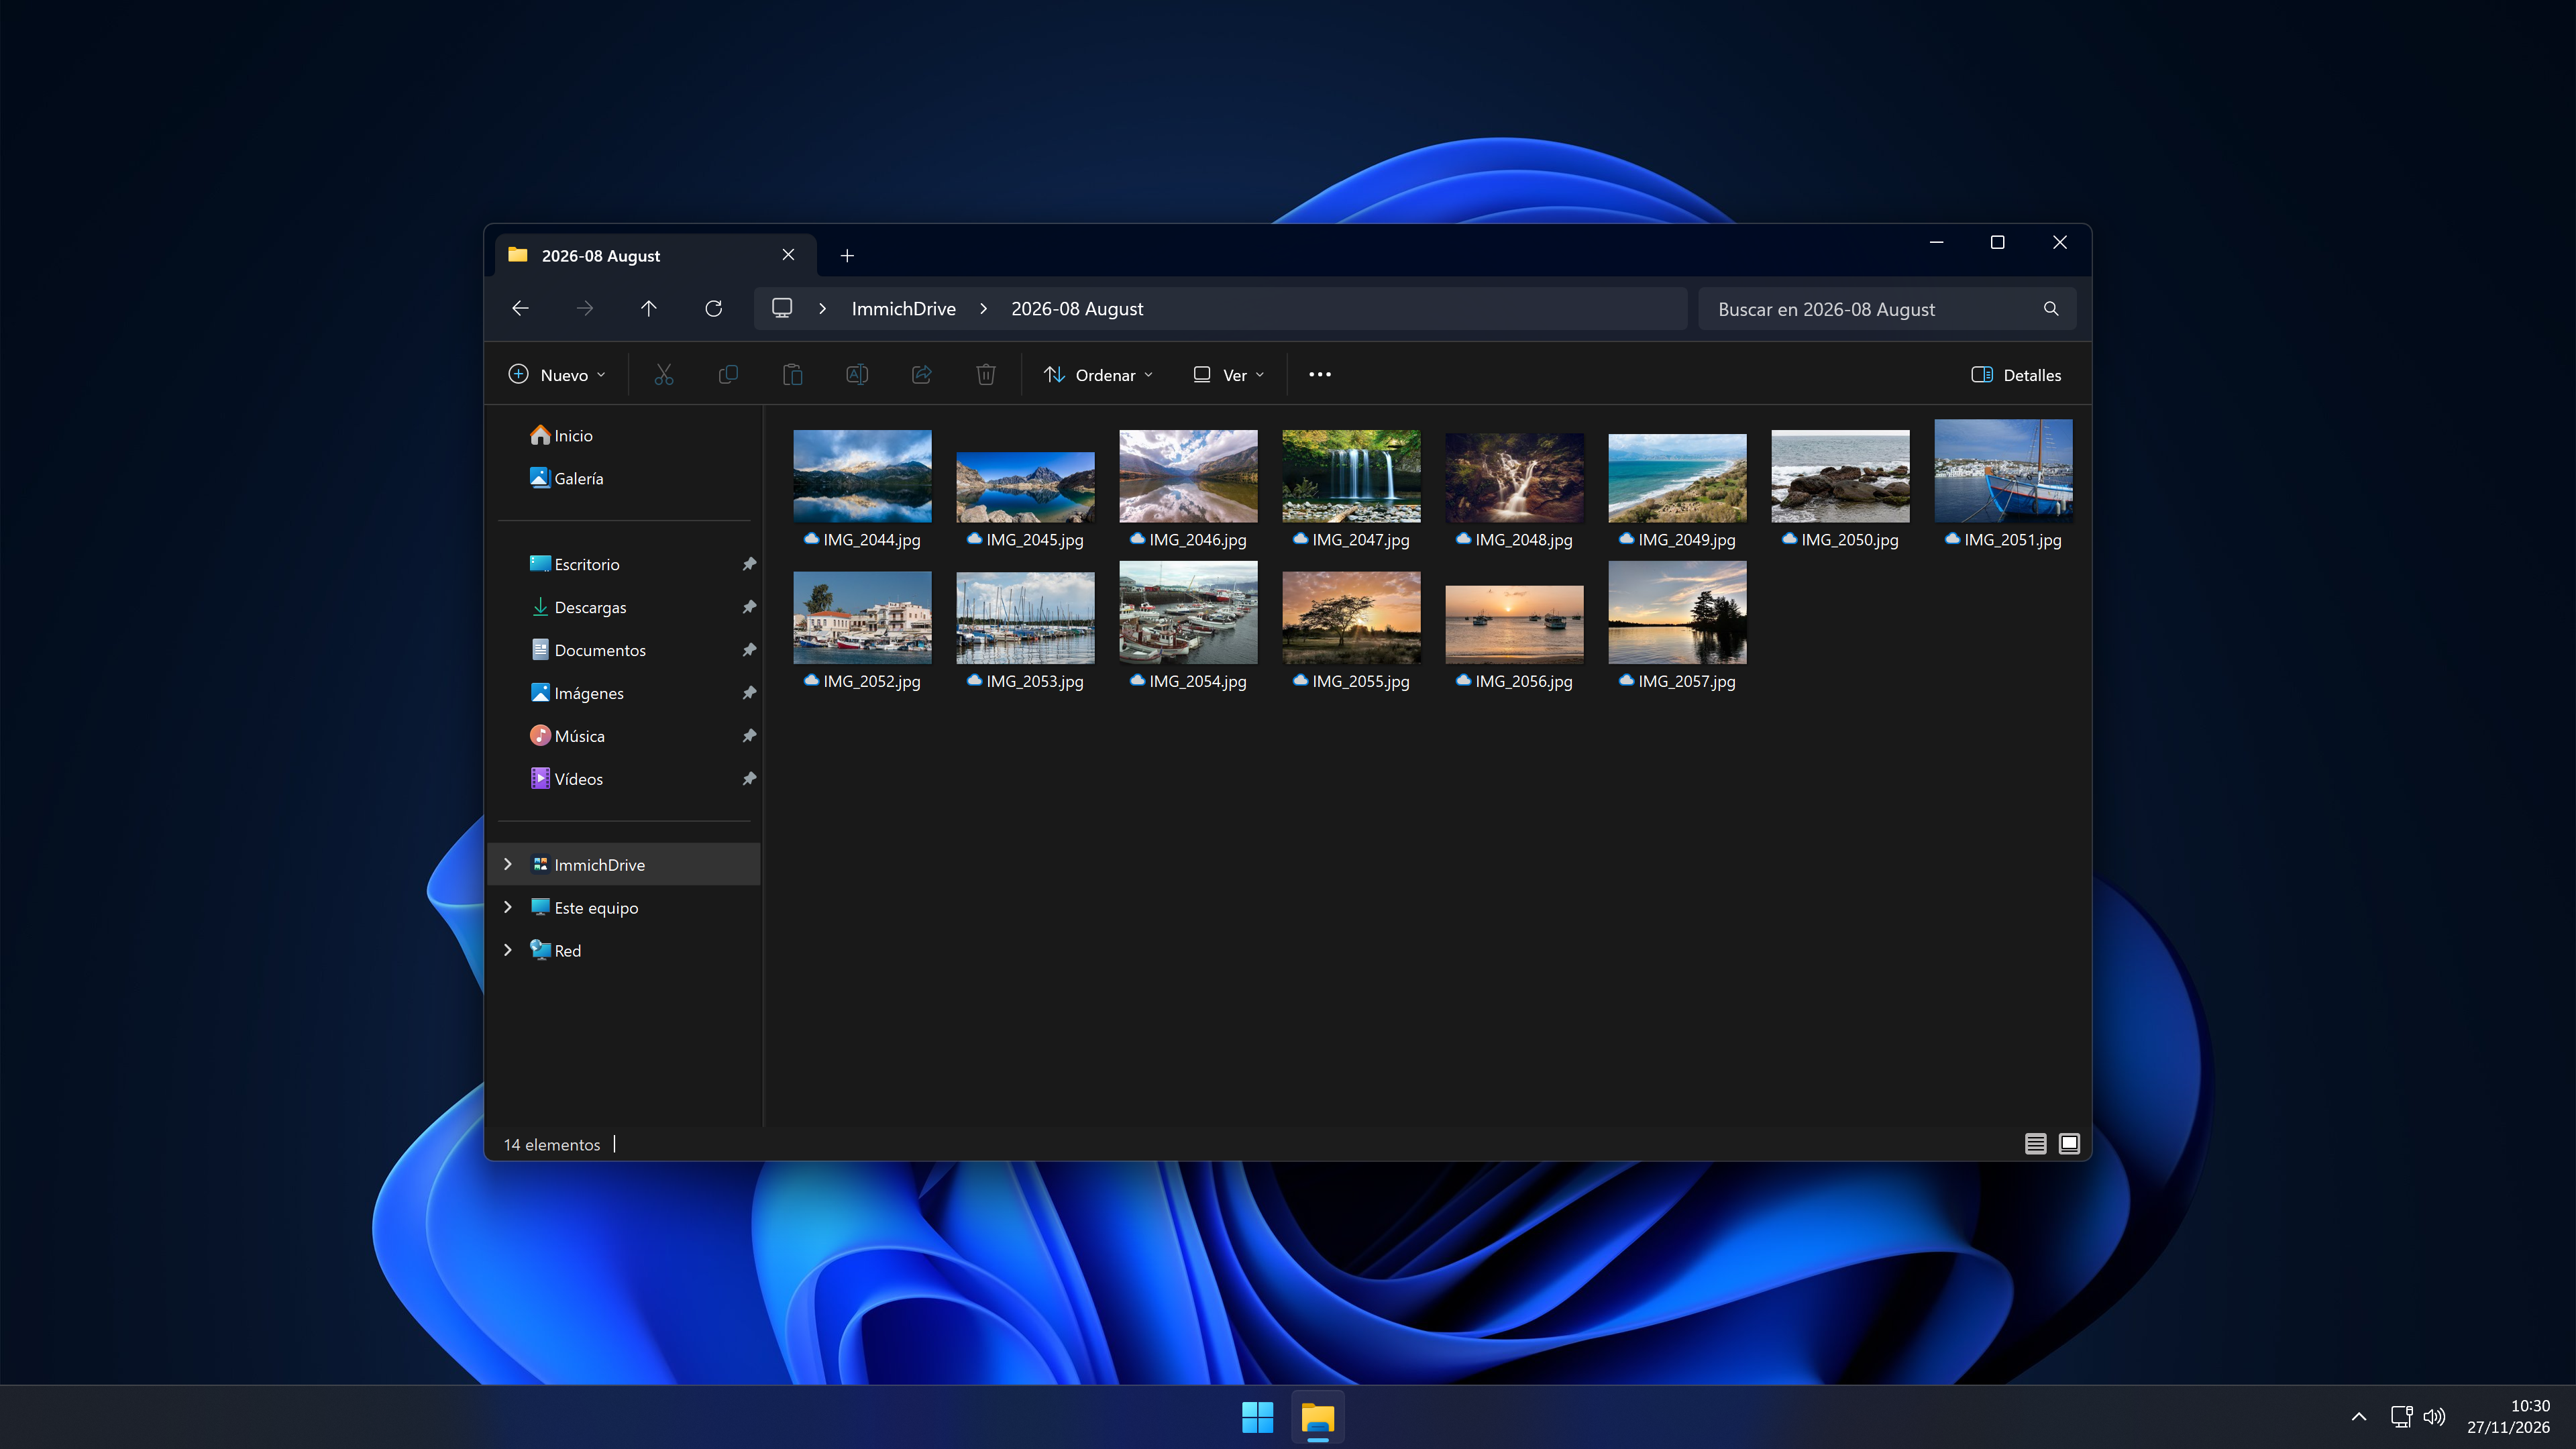 2026-08 August
ImmichDrive
2026-08 August
Buscar en 2026-08 August
Nuevo
Ordenar
Ver
Detalles
Inicio
Galería
Escritorio
Descargas
Documentos
Imágenes
Música
Vídeos
ImmichDrive
Este equipo
Red
IMG_2044.jpg
IMG_2045.jpg
IMG_2046.jpg
IMG_2047.jpg
IMG_2048.jpg
IMG_2049.jpg
IMG_2050.jpg
IMG_2051.jpg
IMG_2052.jpg
IMG_2053.jpg
IMG_2054.jpg
IMG_2055.jpg
IMG_2056.jpg
IMG_2057.jpg
14 elementos
10:30
27/11/2026